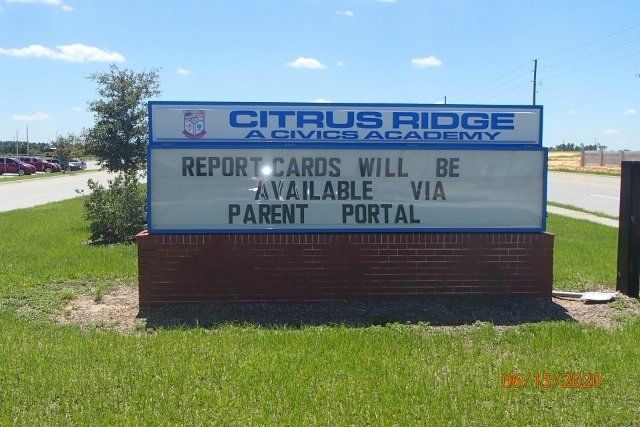 CITRUS RIDGE
A CIVICS ACADEMY
REPORT CARDS WILL BE
AVAILABLE VIA
PARENT PORTAL
06/15/2020